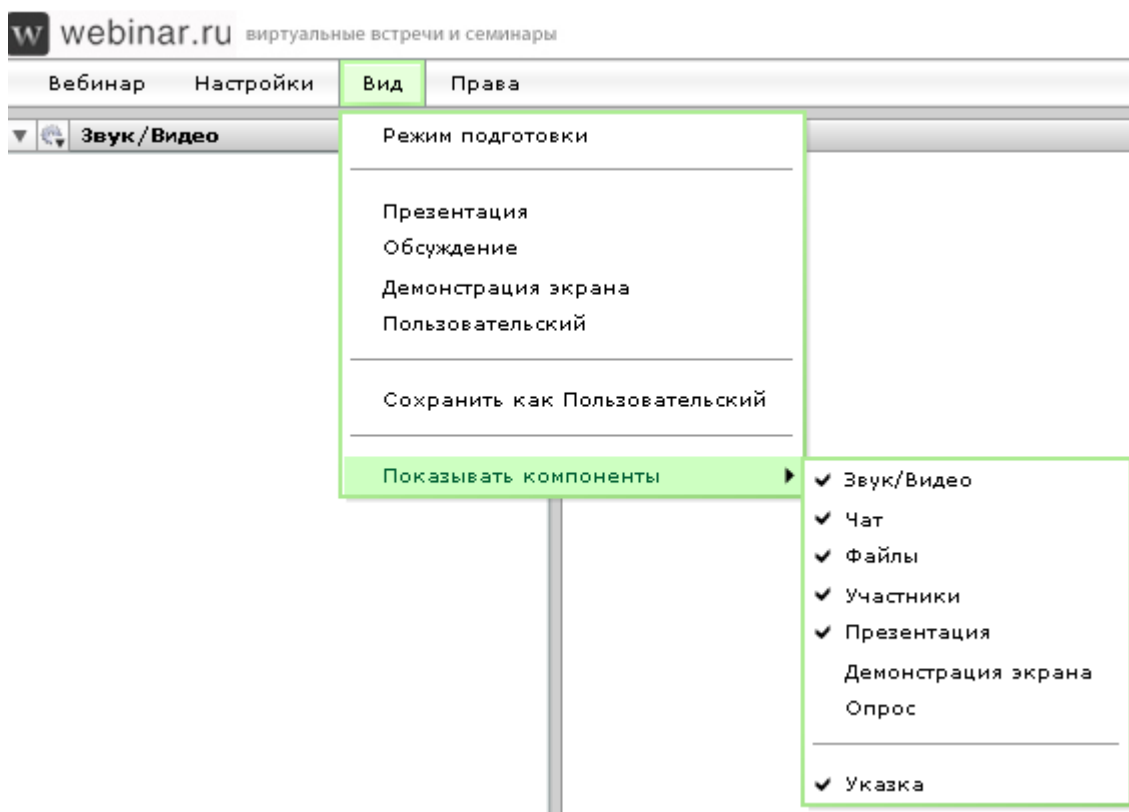 w webinar.ru виртуальные встречи и семинары
Вебинар Настройки Вид Права
Звук/Видео
Режим подготовки
Презентация
Обсуждение
Демонстрация экрана
Пользовательский
Сохранить как Пользовательский
Показывать компоненты
Звук/Видео
Чат
Файлы
Участники
Презентация
Демонстрация экрана
Опрос
Указка